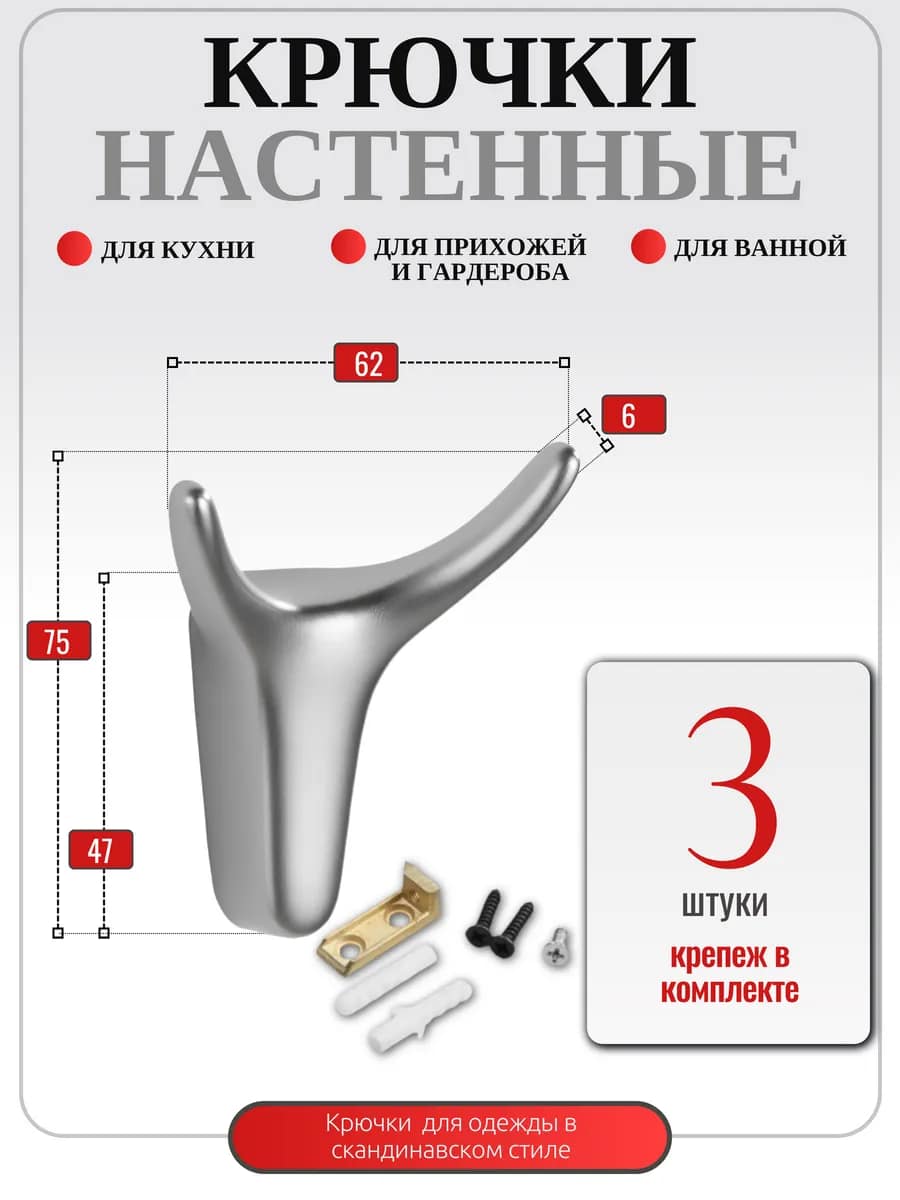 КРЮЧКИ
НАСТЕННЫЕ
ДЛЯ КУХНИ
ДЛЯ ПРИХОЖЕЙ
И ГАРДЕРОБА
ДЛЯ ВАННОЙ
62
6
75
47
3
штуки
крепеж в
комплекте
Крючки для одежды в
скандинавском стиле